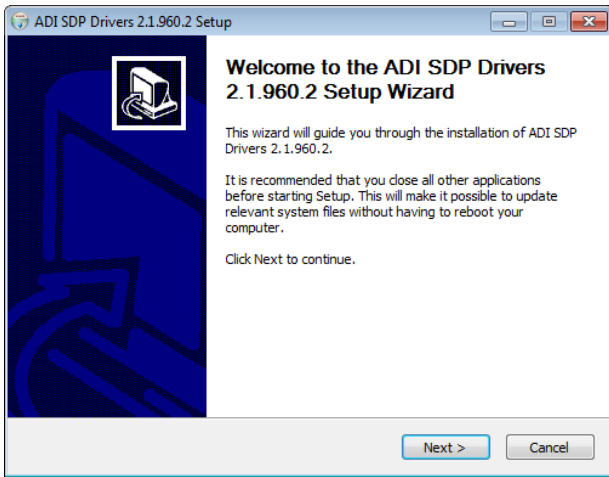 ADI SDP Drivers 2.1.960.2 Setup
Welcome to the ADI SDP Drivers
2.1.960.2 Setup Wizard
This wizard will guide you through the installation of ADI SDP
Drivers 2.1.960.2.
It is recommended that you close all other applications
before starting Setup. This will make it possible to update
relevant system files without having to reboot your
computer.
Click Next to continue.
Next >
Cancel